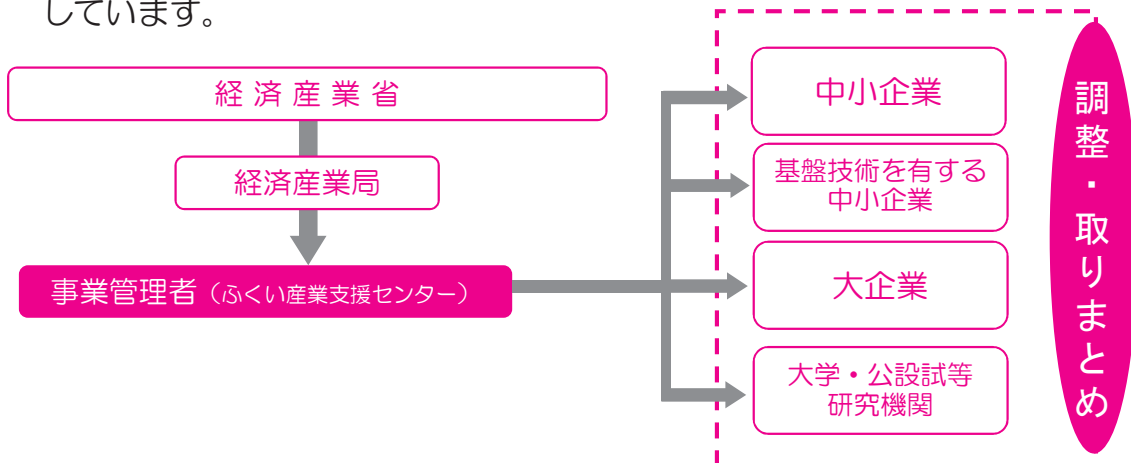 しています。
経済産業省
経済産業局
事業管理者（ふくい産業支援センター）
中小企業
基盤技術を有する
中小企業
大企業
大学・公設試等
研究機関
調整・取りまとめ